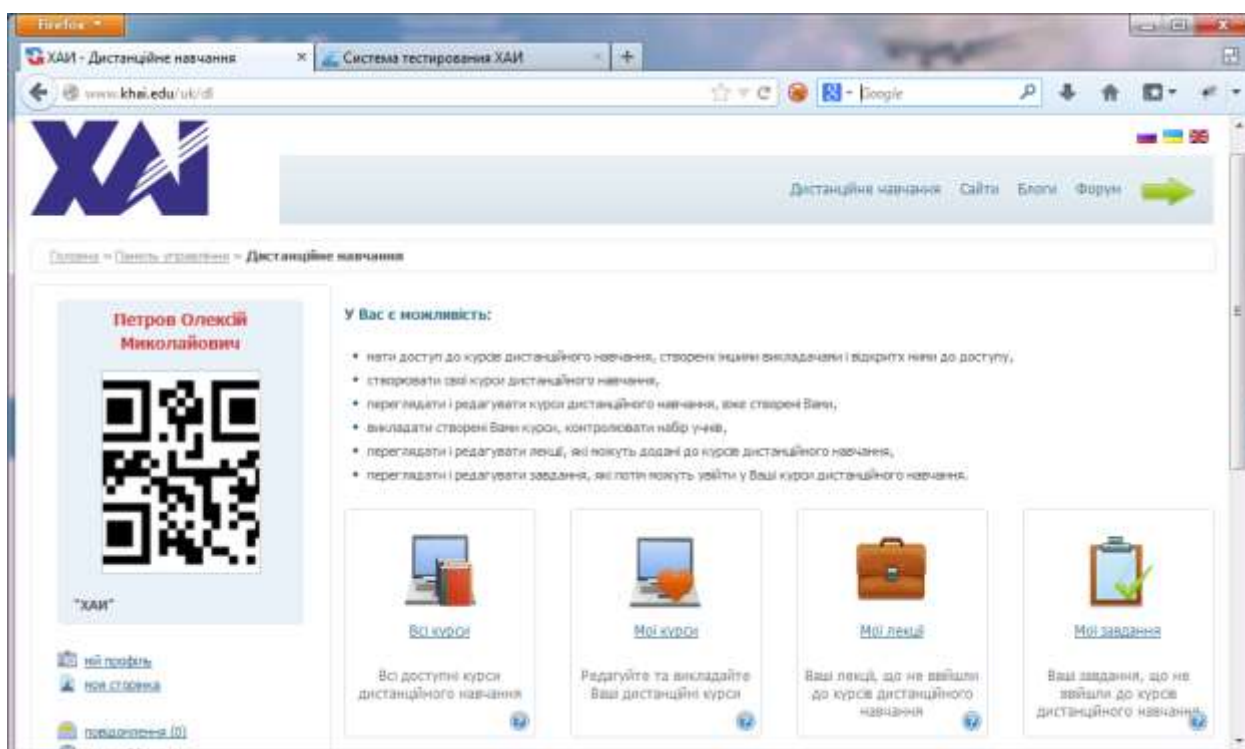 Firefox
ХАИ - Дистанційне навчання
Система тестирования ХАИ
www.khai.edu/uk/dl
Google
ХАІ
Дистанційне навчання Сайти Блоги Форум
Головна » Панель управління » Дистанційне навчання
Петров Олексій
Миколайович
"ХАИ"
мій профіль
моя сторінка
повідомлення (0)
У Вас є можливість:
мати доступ до курсів дистанційного навчання, створених іншими викладачами і відкритх ними до доступу,
створювати свої курси дистанційного навчання,
переглядати і редагувати курси дистанційного навчання, вже створені Вами,
викладати створені Вами курси, контролювати набір учнів,
переглядати і редагувати лекції, які можуть додані до курсів дистанційного навчання,
переглядати і редагувати завдання, які потім можуть увійти у Ваші курси дистанційного навчання.
Всі курси
Всі доступні курси
дистанційного навчання
Мої курси
Редагуйте та викладайте
Ваші дистанційні курси
Мої лекції
Ваші лекції, що не ввійшли
до курсів дистанційного
навчання
Мої завдання
Ваші завдання, що не
ввійшли до курсів
дистанційного навчання